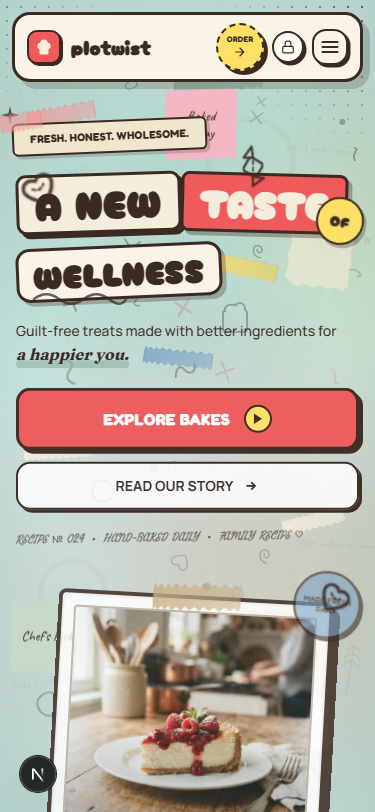 plotwist
ORDER
FRESH. HONEST. WHOLESOME.
A NEW TASTE
OF
WELLNESS
Guilt-free treats made with better ingredients for
a happier you.
EXPLORE BAKES
READ OUR STORY
RECIPE № 024 • HAND-BAKED DAILY • FAMILY RECIPE ♡
Chef's
N